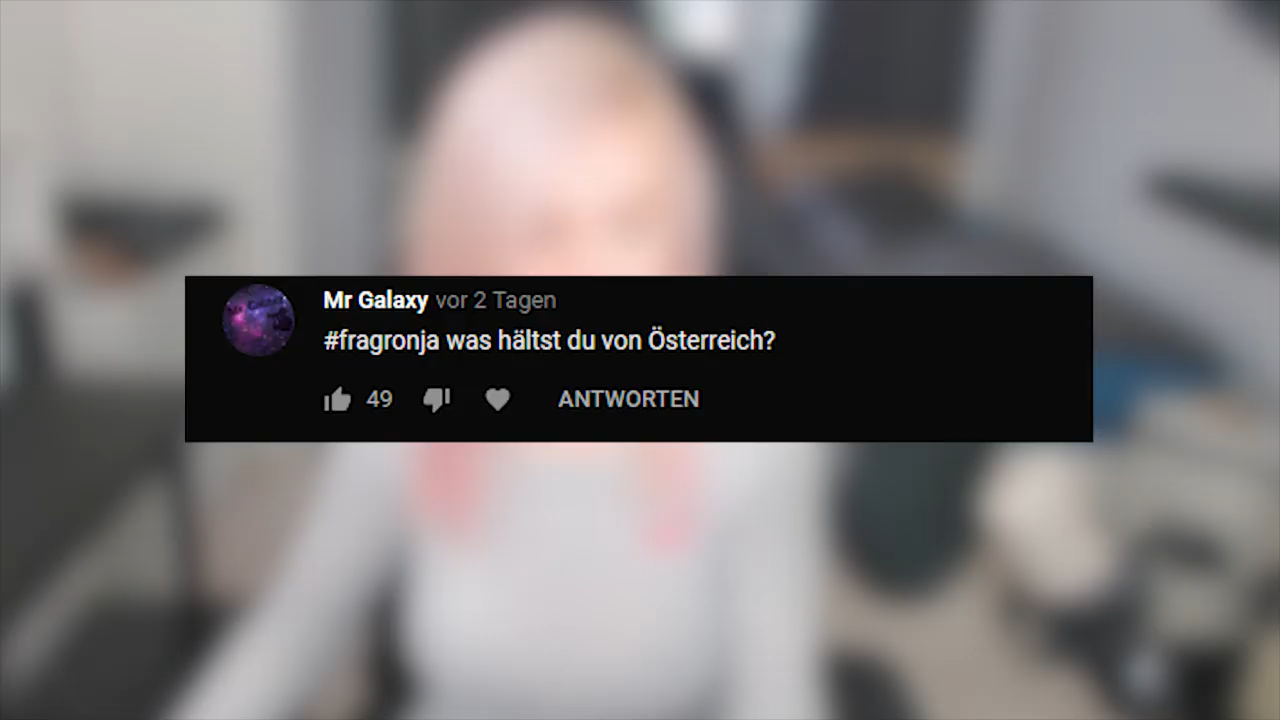 Mr Galaxy vor 2 Tagen
#fragronja was hältst du von Österreich?
49 ANTWORTEN